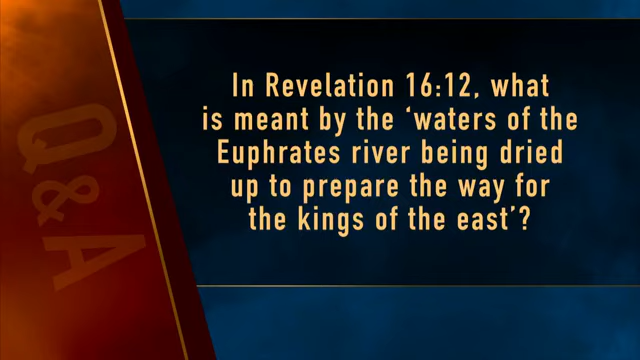 Q&A
In Revelation 16:12, what
is meant by the ‘waters of the
Euphrates river being dried
up to prepare the way for
the kings of the east’?